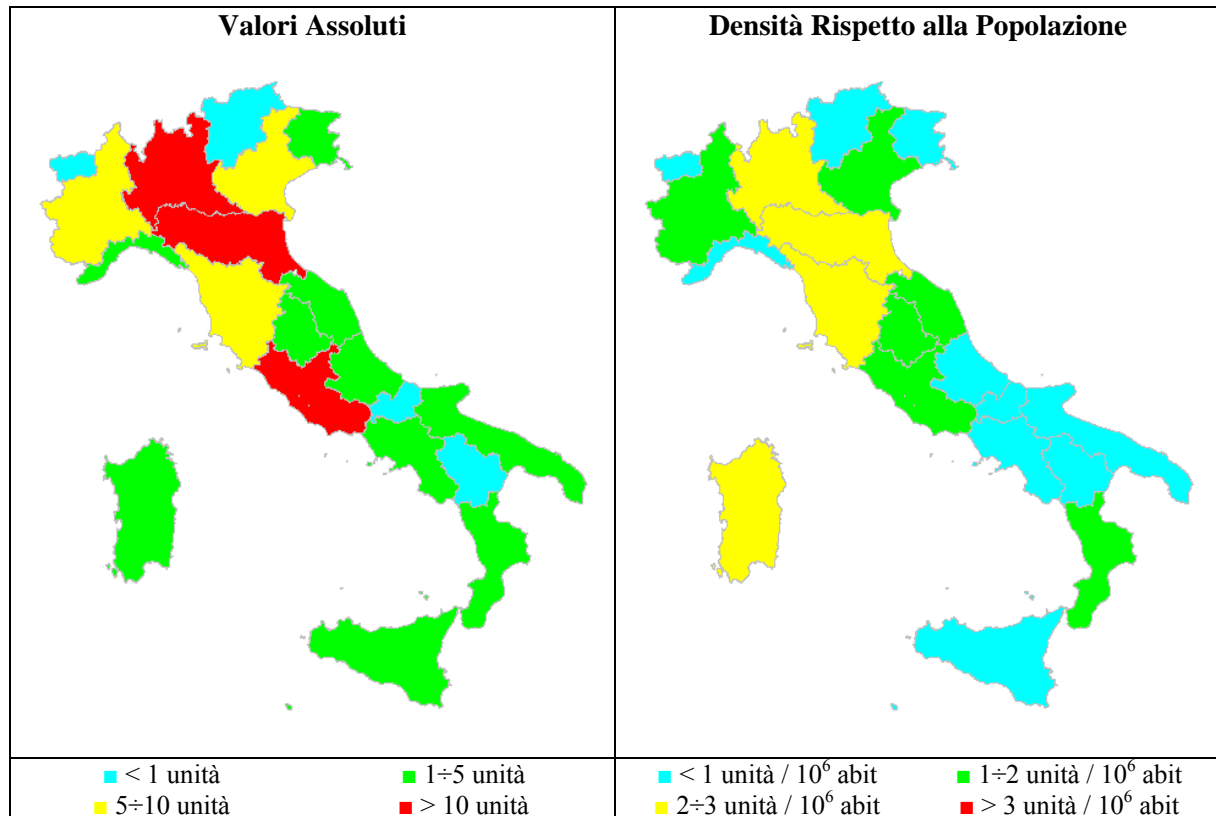 Valori Assoluti
Densità Rispetto alla Popolazione
< 1 unità
1÷5 unità
5÷10 unità
> 10 unità
< 1 unità / 10⁶ abit
1÷2 unità / 10⁶ abit
2÷3 unità / 10⁶ abit
> 3 unità / 10⁶ abit